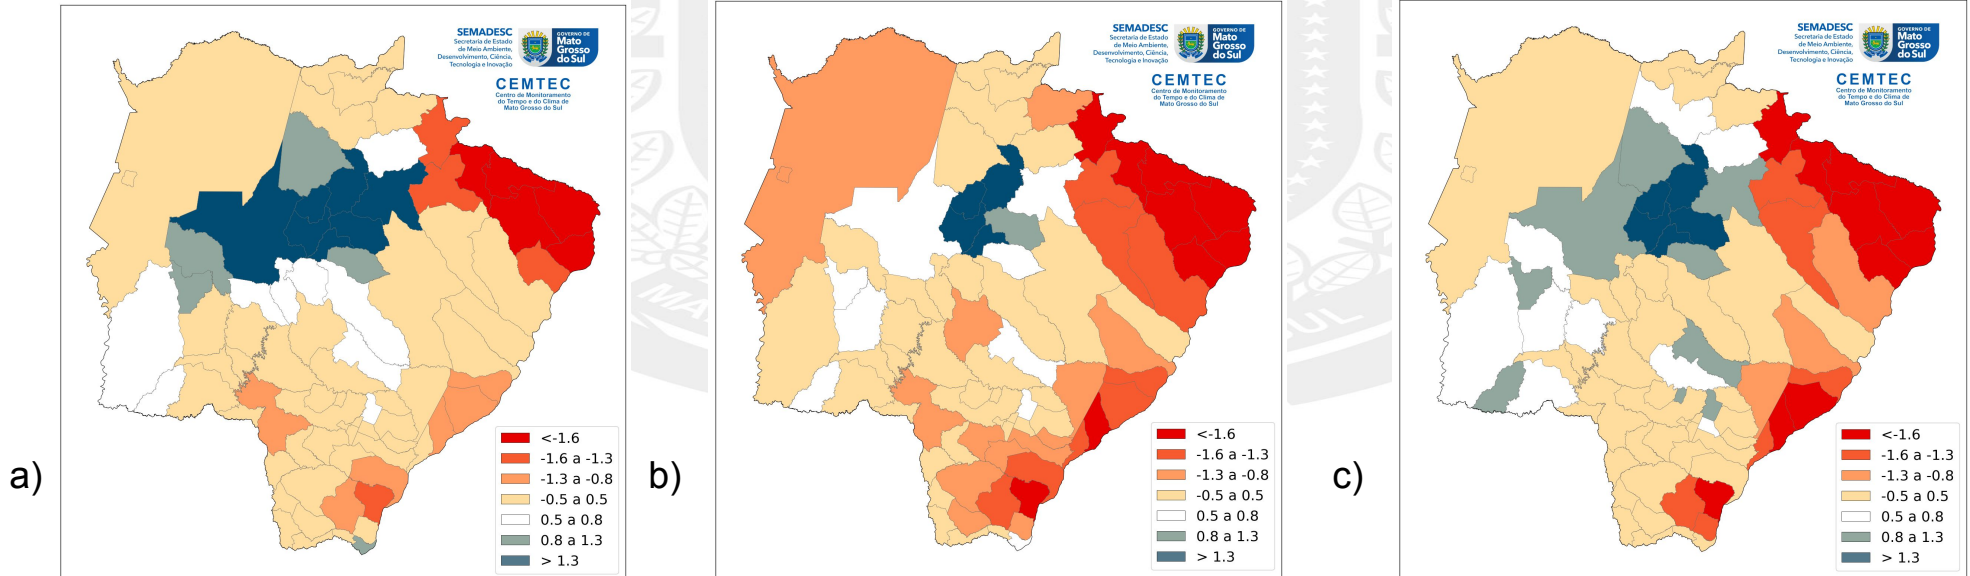 SEMADESC
Secretaria de Estado
de Meio Ambiente,
Desenvolvimento, Ciência,
Tecnologia e Inovação
GOVERNO DE
Mato
Grosso
do Sul
CEMTEC
Centro de Monitoramento
do Tempo e do Clima de
Mato Grosso do Sul
a)
<-1.6
-1.6 a -1.3
-1.3 a -0.8
-0.5 a 0.5
0.5 a 0.8
0.8 a 1.3
> 1.3
SEMADESC
Secretaria de Estado
de Meio Ambiente,
Desenvolvimento, Ciência,
Tecnologia e Inovação
GOVERNO DE
Mato
Grosso
do Sul
CEMTEC
Centro de Monitoramento
do Tempo e do Clima de
Mato Grosso do Sul
b)
<-1.6
-1.6 a -1.3
-1.3 a -0.8
-0.5 a 0.5
0.5 a 0.8
0.8 a 1.3
> 1.3
SEMADESC
Secretaria de Estado
de Meio Ambiente,
Desenvolvimento, Ciência,
Tecnologia e Inovação
GOVERNO DE
Mato
Grosso
do Sul
CEMTEC
Centro de Monitoramento
do Tempo e do Clima de
Mato Grosso do Sul
c)
<-1.6
-1.6 a -1.3
-1.3 a -0.8
-0.5 a 0.5
0.5 a 0.8
0.8 a 1.3
> 1.3